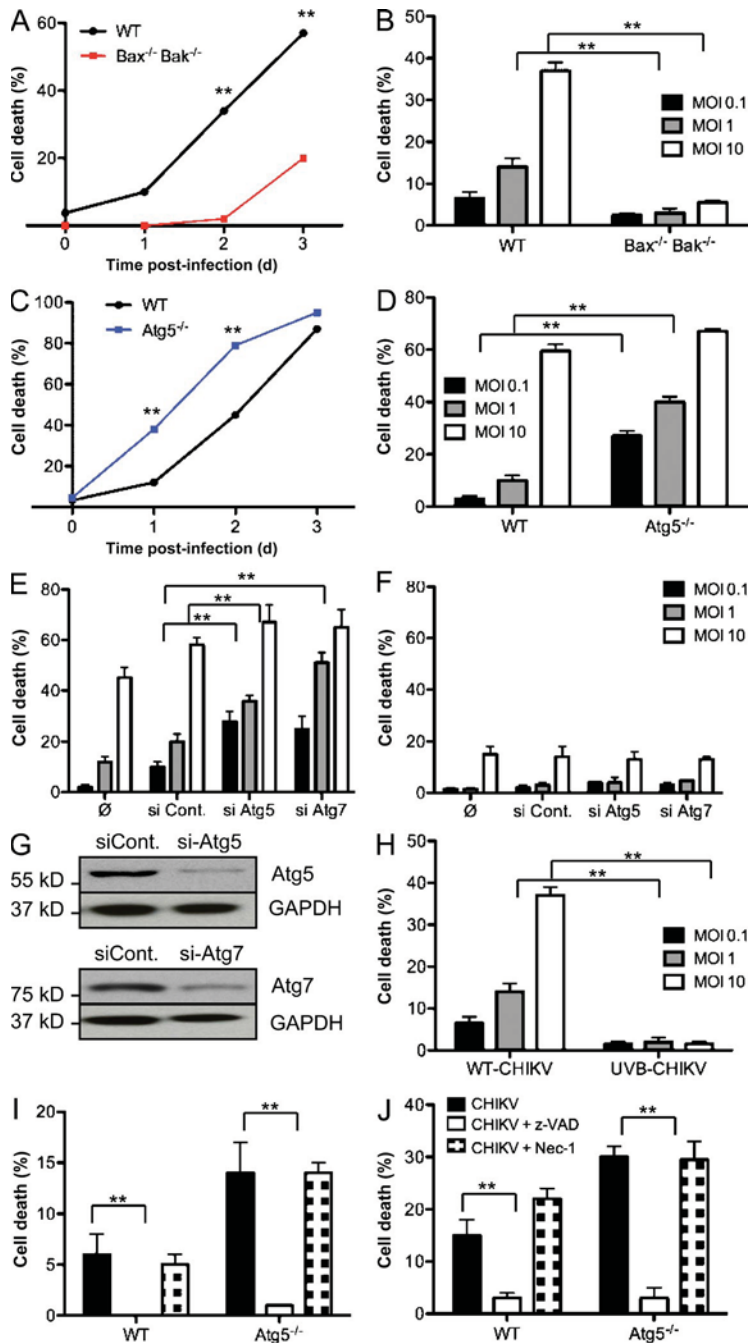 A
Cell death (%)
60
40
20
WT
Bax-/- Bak-/-
**
**
0 1 2 3
Time post-infection (d)
B
Cell death (%)
50
40
30
20
10
0
**
**
MOI 0.1
MOI 1
MOI 10
WT Bax-/- Bak-/-
C
Cell death (%)
100
80
60
40
20
WT
Atg5-/-
**
**
0 1 2 3
Time post-infection (d)
D
Cell death (%)
80
60
40
20
0
**
**
MOI 0.1
MOI 1
MOI 10
WT Atg5-/-
E
Cell death (%)
80
60
40
20
0
**
**
**
Ø si Cont. si Atg5 si Atg7
F
Cell death (%)
80
60
40
20
0
MOI 0.1
MOI 1
MOI 10
Ø si Cont. si Atg5 si Atg7
G
siCont. si-Atg5
55 kD Atg5
37 kD GAPDH
siCont. si-Atg7
75 kD Atg7
37 kD GAPDH
H
Cell death (%)
50
40
30
20
10
0
**
**
MOI 0.1
MOI 1
MOI 10
WT-CHIKV UVB-CHIKV
I
Cell death (%)
20
15
10
5
0
**
**
WT Atg5-/-
J
Cell death (%)
40
30
20
10
0
CHIKV
CHIKV + z-VAD
CHIKV + Nec-1
**
**
WT Atg5-/-